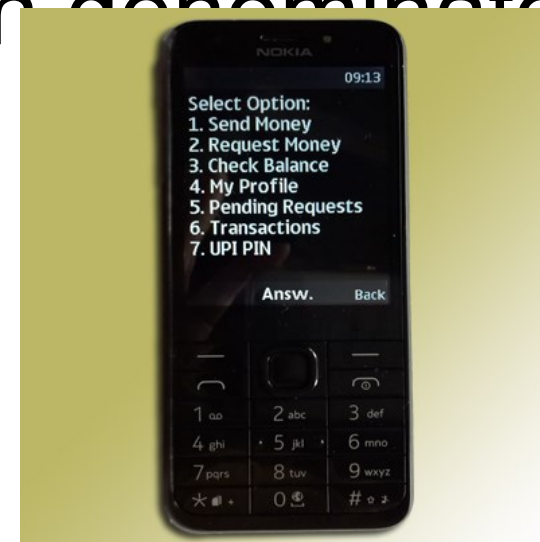 n denominate
NOKIA
09:13
Select Option:
1. Send Money
2. Request Money
3. Check Balance
4. My Profile
5. Pending Requests
6. Transactions
7. UPI PIN
Answ. Back
1 2 abc 3 def
4 ghi 5 jkl 6 mno
7 pqrs 8 tuv 9 wxyz
* + 0 #